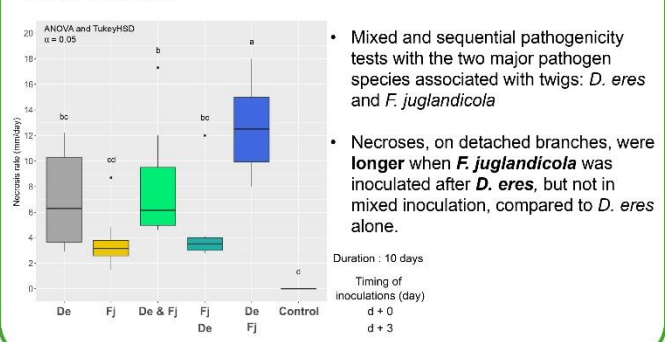 ANOVA and TukeyHSD
α = 0.05
20
18
16
14
12
10
8
6
4
2
0
Necrosis rate (mm/day)
bc
cd
b
bc
a
d
De
Fj
De & Fj
Fj
De
De
Fj
Control
• Mixed and sequential pathogenicity
tests with the two major pathogen
species associated with twigs: D. eres
and F. juglandicola
• Necroses, on detached branches, were
longer when F. juglandicola was
inoculated after D. eres, but not in
mixed inoculation, compared to D. eres
alone.
Duration : 10 days
Timing of
inoculations (day)
d + 0
d + 3